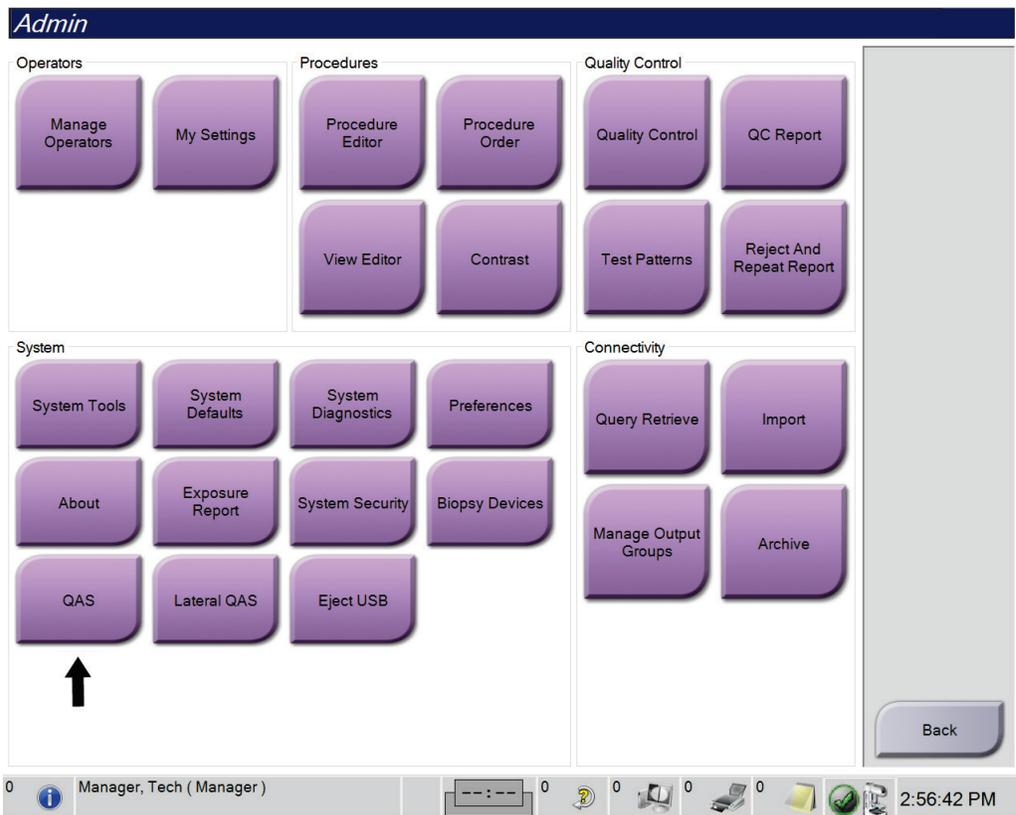 Admin
Operators
Manage
Operators
My Settings
Procedures
Procedure
Editor
Procedure
Order
View Editor
Contrast
Quality Control
Quality Control
QC Report
Test Patterns
Reject And
Repeat Report
System
System Tools
System
Defaults
System
Diagnostics
Preferences
About
Exposure
Report
System Security
Biopsy Devices
QAS
Lateral QAS
Eject USB
Connectivity
Query Retrieve
Import
Manage Output
Groups
Archive
Back
0
Manager, Tech ( Manager )
--:--
0
0
0
0
2:56:42 PM